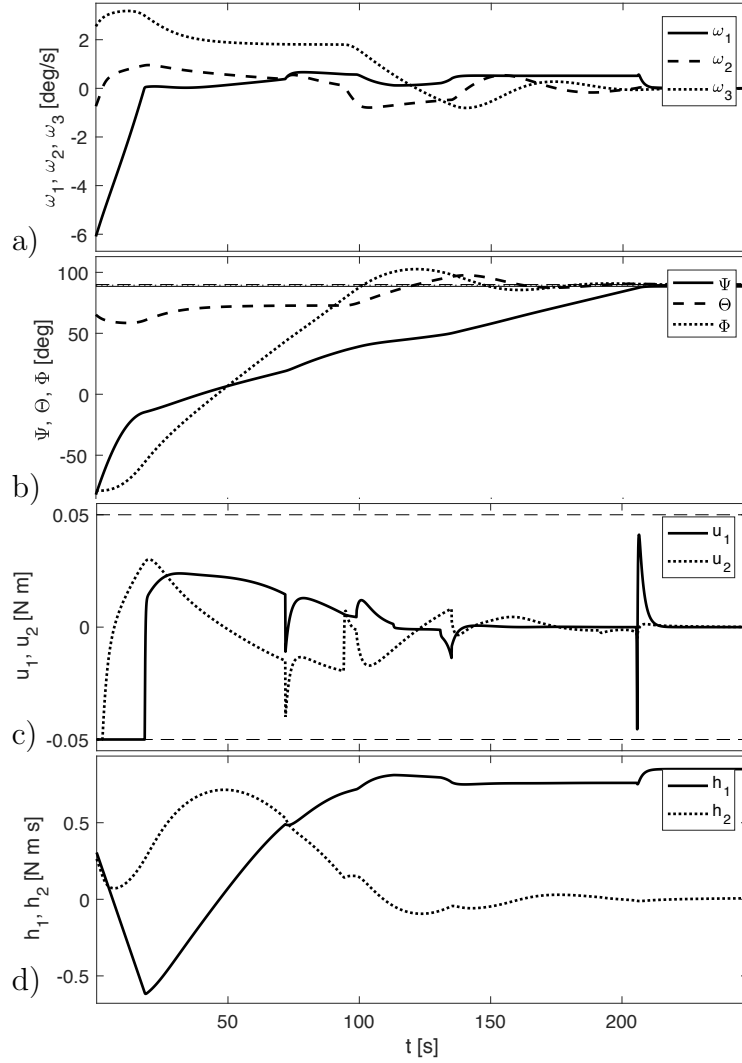 2
0
-2
-4
-6
ω1, ω2, ω3 [deg/s]
ω1
ω2
ω3
a)
100
50
0
-50
Ψ, Θ, Φ [deg]
Ψ
Θ
Φ
b)
0.05
0
-0.05
u1, u2 [N m]
u1
u2
c)
0.5
0
-0.5
h1, h2 [N m s]
h1
h2
d)
50 100 150 200
t [s]